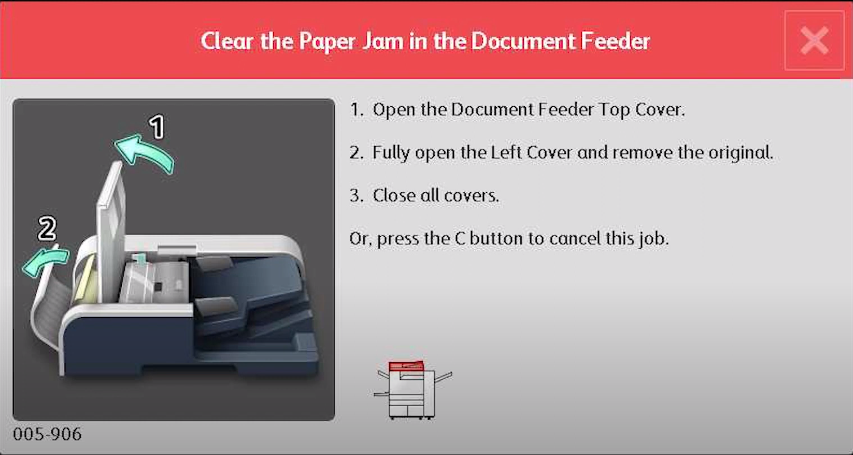 Clear the Paper Jam in the Document Feeder
1. Open the Document Feeder Top Cover.
2. Fully open the Left Cover and remove the original.
3. Close all covers.
Or, press the C button to cancel this job.
1
2
005-906